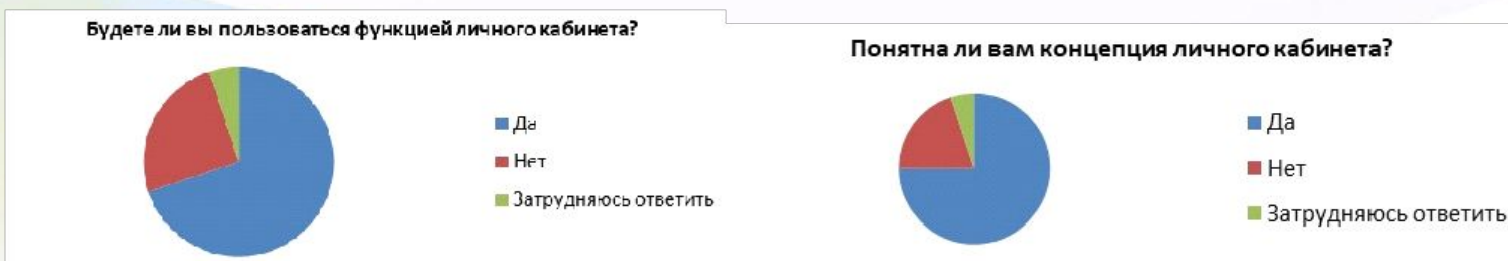 Будете ли вы пользоваться функцией личного кабинета?
Да
Нет
Затрудняюсь ответить
Понятна ли вам концепция личного кабинета?
Да
Нет
Затрудняюсь ответить